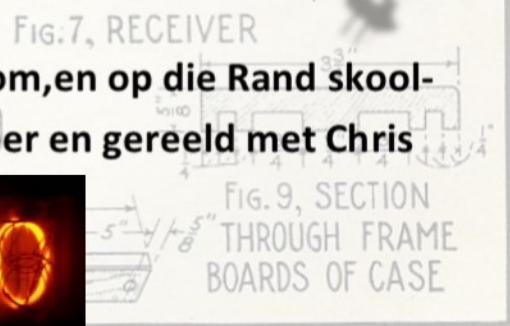 FIG. 7, RECEIVER
om,en op die Rand skool-
er en gereeld met Chris
FIG. 9, SECTION
THROUGH FRAME
BOARDS OF CASE
5"